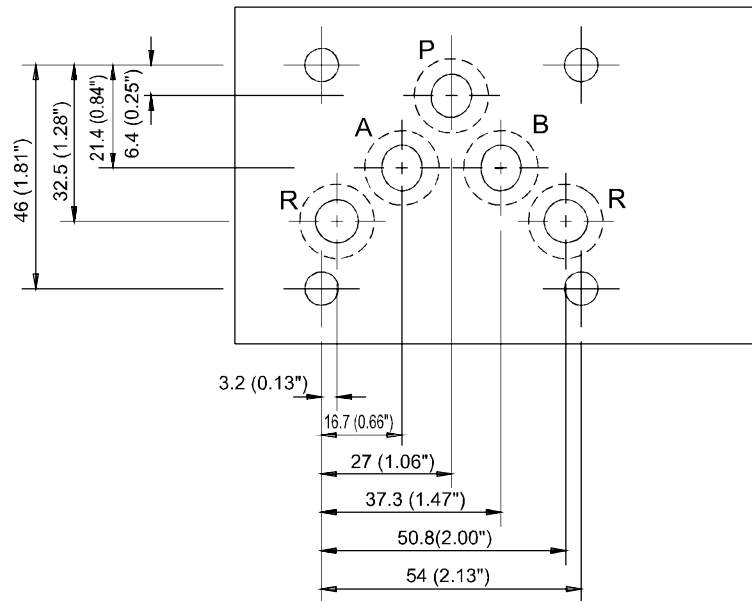 P
A
B
R
R
46 (1.81")
32.5 (1.28")
21.4 (0.84")
6.4 (0.25")
3.2 (0.13")
16.7 (0.66")
27 (1.06")
37.3 (1.47")
50.8(2.00")
54 (2.13")